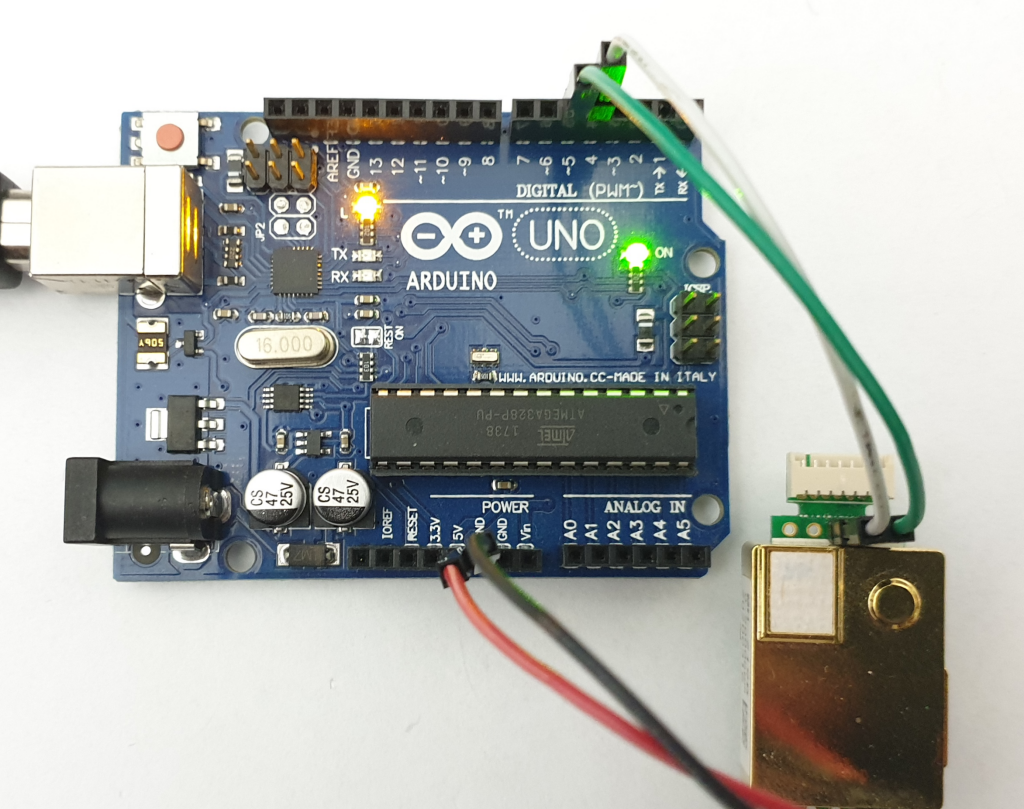 AREF
GND
13
12
~11
~10
~9
8
7
~6
~5
4
~3
2
TX→1
RX←
DIGITAL (PWM~)
L
TX
RX
JP2
™
UNO
ARDUINO
ON
ICSP
16.000
RESET
ON
WWW.ARDUINO.CC-MADE IN ITALY
506A
ATMEL
ATMEGA328P-PU
1738
CS
47
25V
CS
47
25V
POWER
ANALOG IN
IOREF
RESET
3.3V
5V
GND
GND
Vin
A0
A1
A2
A3
A4
A5